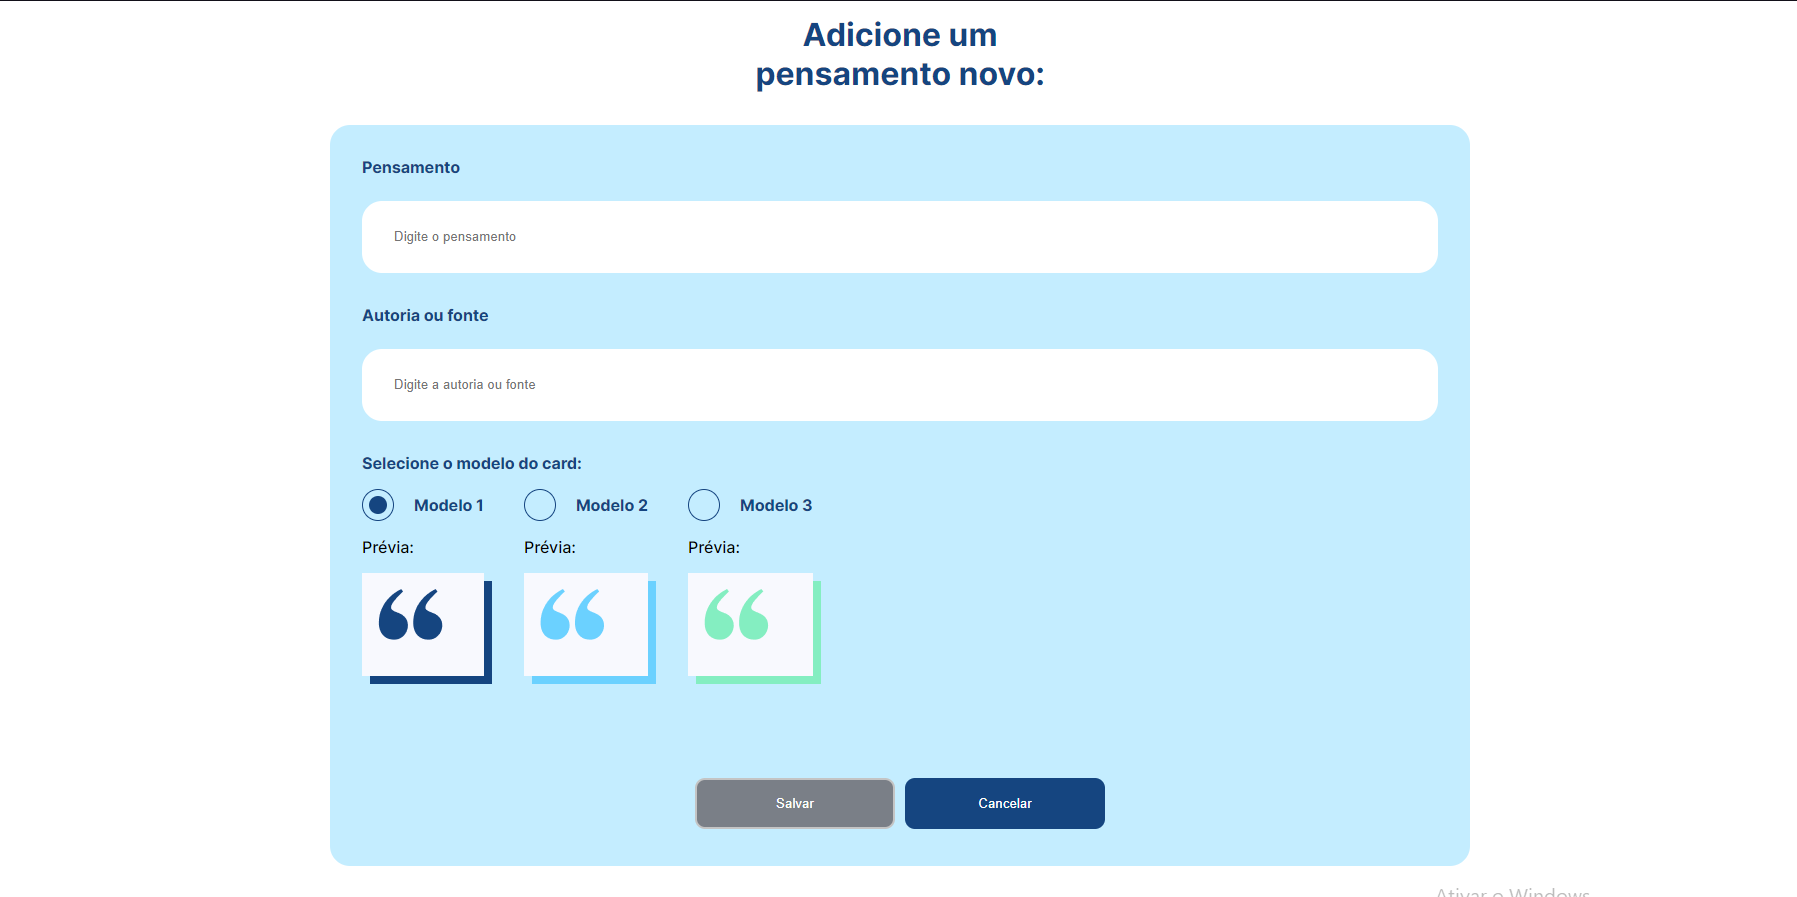 Adicione um
pensamento novo:
Pensamento
Digite o pensamento
Autoria ou fonte
Digite a autoria ou fonte
Selecione o modelo do card:
Modelo 1 Modelo 2 Modelo 3
Prévia: Prévia: Prévia:
Salvar Cancelar
Ativar o Windows